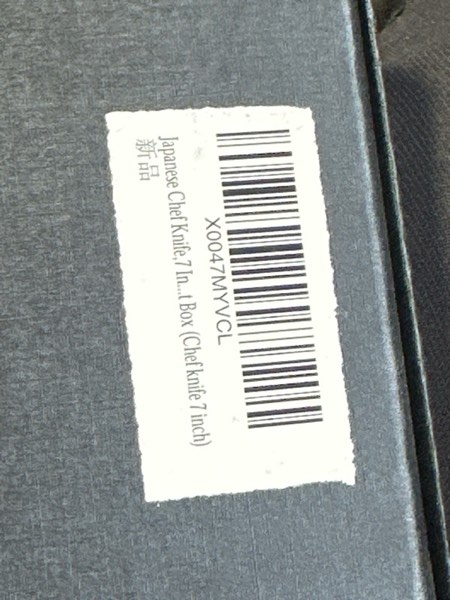 X0047MYVCL
Japanese Chef Knife,7 In...t Box (Chef knife 7 inch)
新品